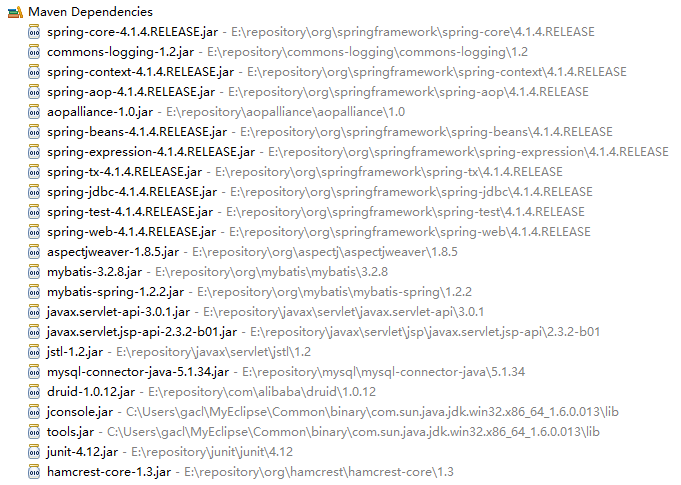 Maven Dependencies
spring-core-4.1.4.RELEASE.jar - E:\repository\org\springframework\spring-core\4.1.4.RELEASE
commons-logging-1.2.jar - E:\repository\commons-logging\commons-logging\1.2
spring-context-4.1.4.RELEASE.jar - E:\repository\org\springframework\spring-context\4.1.4.RELEASE
spring-aop-4.1.4.RELEASE.jar - E:\repository\org\springframework\spring-aop\4.1.4.RELEASE
aopalliance-1.0.jar - E:\repository\aopalliance\aopalliance\1.0
spring-beans-4.1.4.RELEASE.jar - E:\repository\org\springframework\spring-beans\4.1.4.RELEASE
spring-expression-4.1.4.RELEASE.jar - E:\repository\org\springframework\spring-expression\4.1.4.RELEASE
spring-tx-4.1.4.RELEASE.jar - E:\repository\org\springframework\spring-tx\4.1.4.RELEASE
spring-jdbc-4.1.4.RELEASE.jar - E:\repository\org\springframework\spring-jdbc\4.1.4.RELEASE
spring-test-4.1.4.RELEASE.jar - E:\repository\org\springframework\spring-test\4.1.4.RELEASE
spring-web-4.1.4.RELEASE.jar - E:\repository\org\springframework\spring-web\4.1.4.RELEASE
aspectjweaver-1.8.5.jar - E:\repository\org\aspectj\aspectjweaver\1.8.5
mybatis-3.2.8.jar - E:\repository\org\mybatis\mybatis\3.2.8
mybatis-spring-1.2.2.jar - E:\repository\org\mybatis\mybatis-spring\1.2.2
javax.servlet-api-3.0.1.jar - E:\repository\javax\servlet\javax.servlet-api\3.0.1
javax.servlet.jsp-api-2.3.2-b01.jar - E:\repository\javax\servlet\jsp\javax.servlet.jsp-api\2.3.2-b01
jstl-1.2.jar - E:\repository\javax\servlet\jstl\1.2
mysql-connector-java-5.1.34.jar - E:\repository\mysql\mysql-connector-java\5.1.34
druid-1.0.12.jar - E:\repository\com\alibaba\druid\1.0.12
jconsole.jar - C:\Users\gacl\MyEclipse\Common\binary\com.sun.java.jdk.win32.x86_64_1.6.0.013\lib
tools.jar - C:\Users\gacl\MyEclipse\Common\binary\com.sun.java.jdk.win32.x86_64_1.6.0.013\lib
junit-4.12.jar - E:\repository\junit\junit\4.12
hamcrest-core-1.3.jar - E:\repository\org\hamcrest\hamcrest-core\1.3